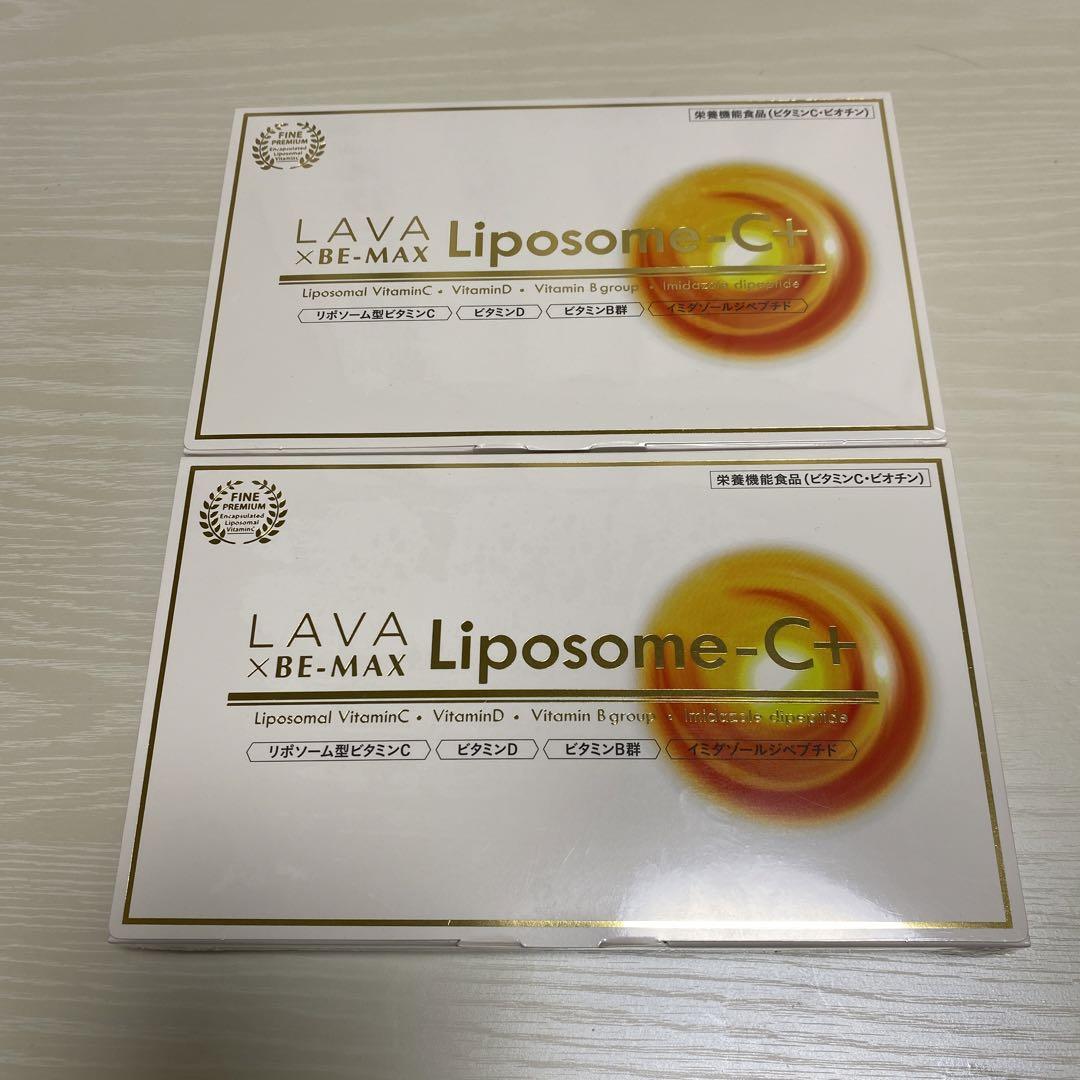 FINE
PREMIUM
Encapsulated
Liposomal
VitaminC
栄養機能食品(ビタミンC・ビオチン)
LAVA
×BE-MAX
Liposome-C+
Liposomal VitaminC • VitaminD • Vitamin B group • Imidazole dipeptide
リポソーム型ビタミンC ビタミンD ビタミンB群 イミダゾールジペプチド
FINE
PREMIUM
Encapsulated
Liposomal
VitaminC
栄養機能食品(ビタミンC・ビオチン)
LAVA
×BE-MAX
Liposome-C+
Liposomal VitaminC • VitaminD • Vitamin B group • Imidazole dipeptide
リポソーム型ビタミンC ビタミンD ビタミンB群 イミダゾールジペプチド